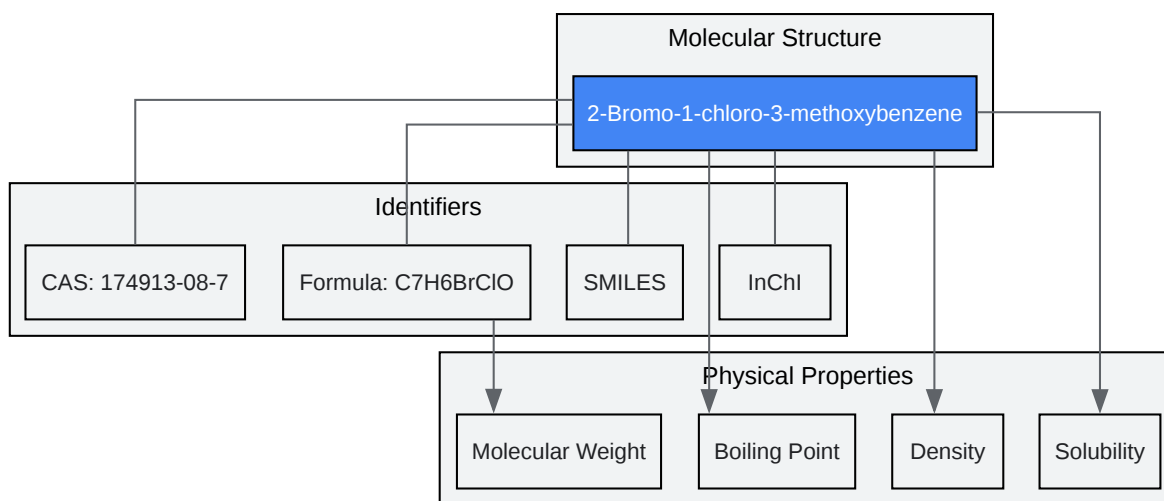 Molecular Structure
2-Bromo-1-chloro-3-methoxybenzene
Identifiers
CAS: 174913-08-7
Formula: C7H6BrClO
SMILES
InChI
Physical Properties
Molecular Weight
Boiling Point
Density
Solubility